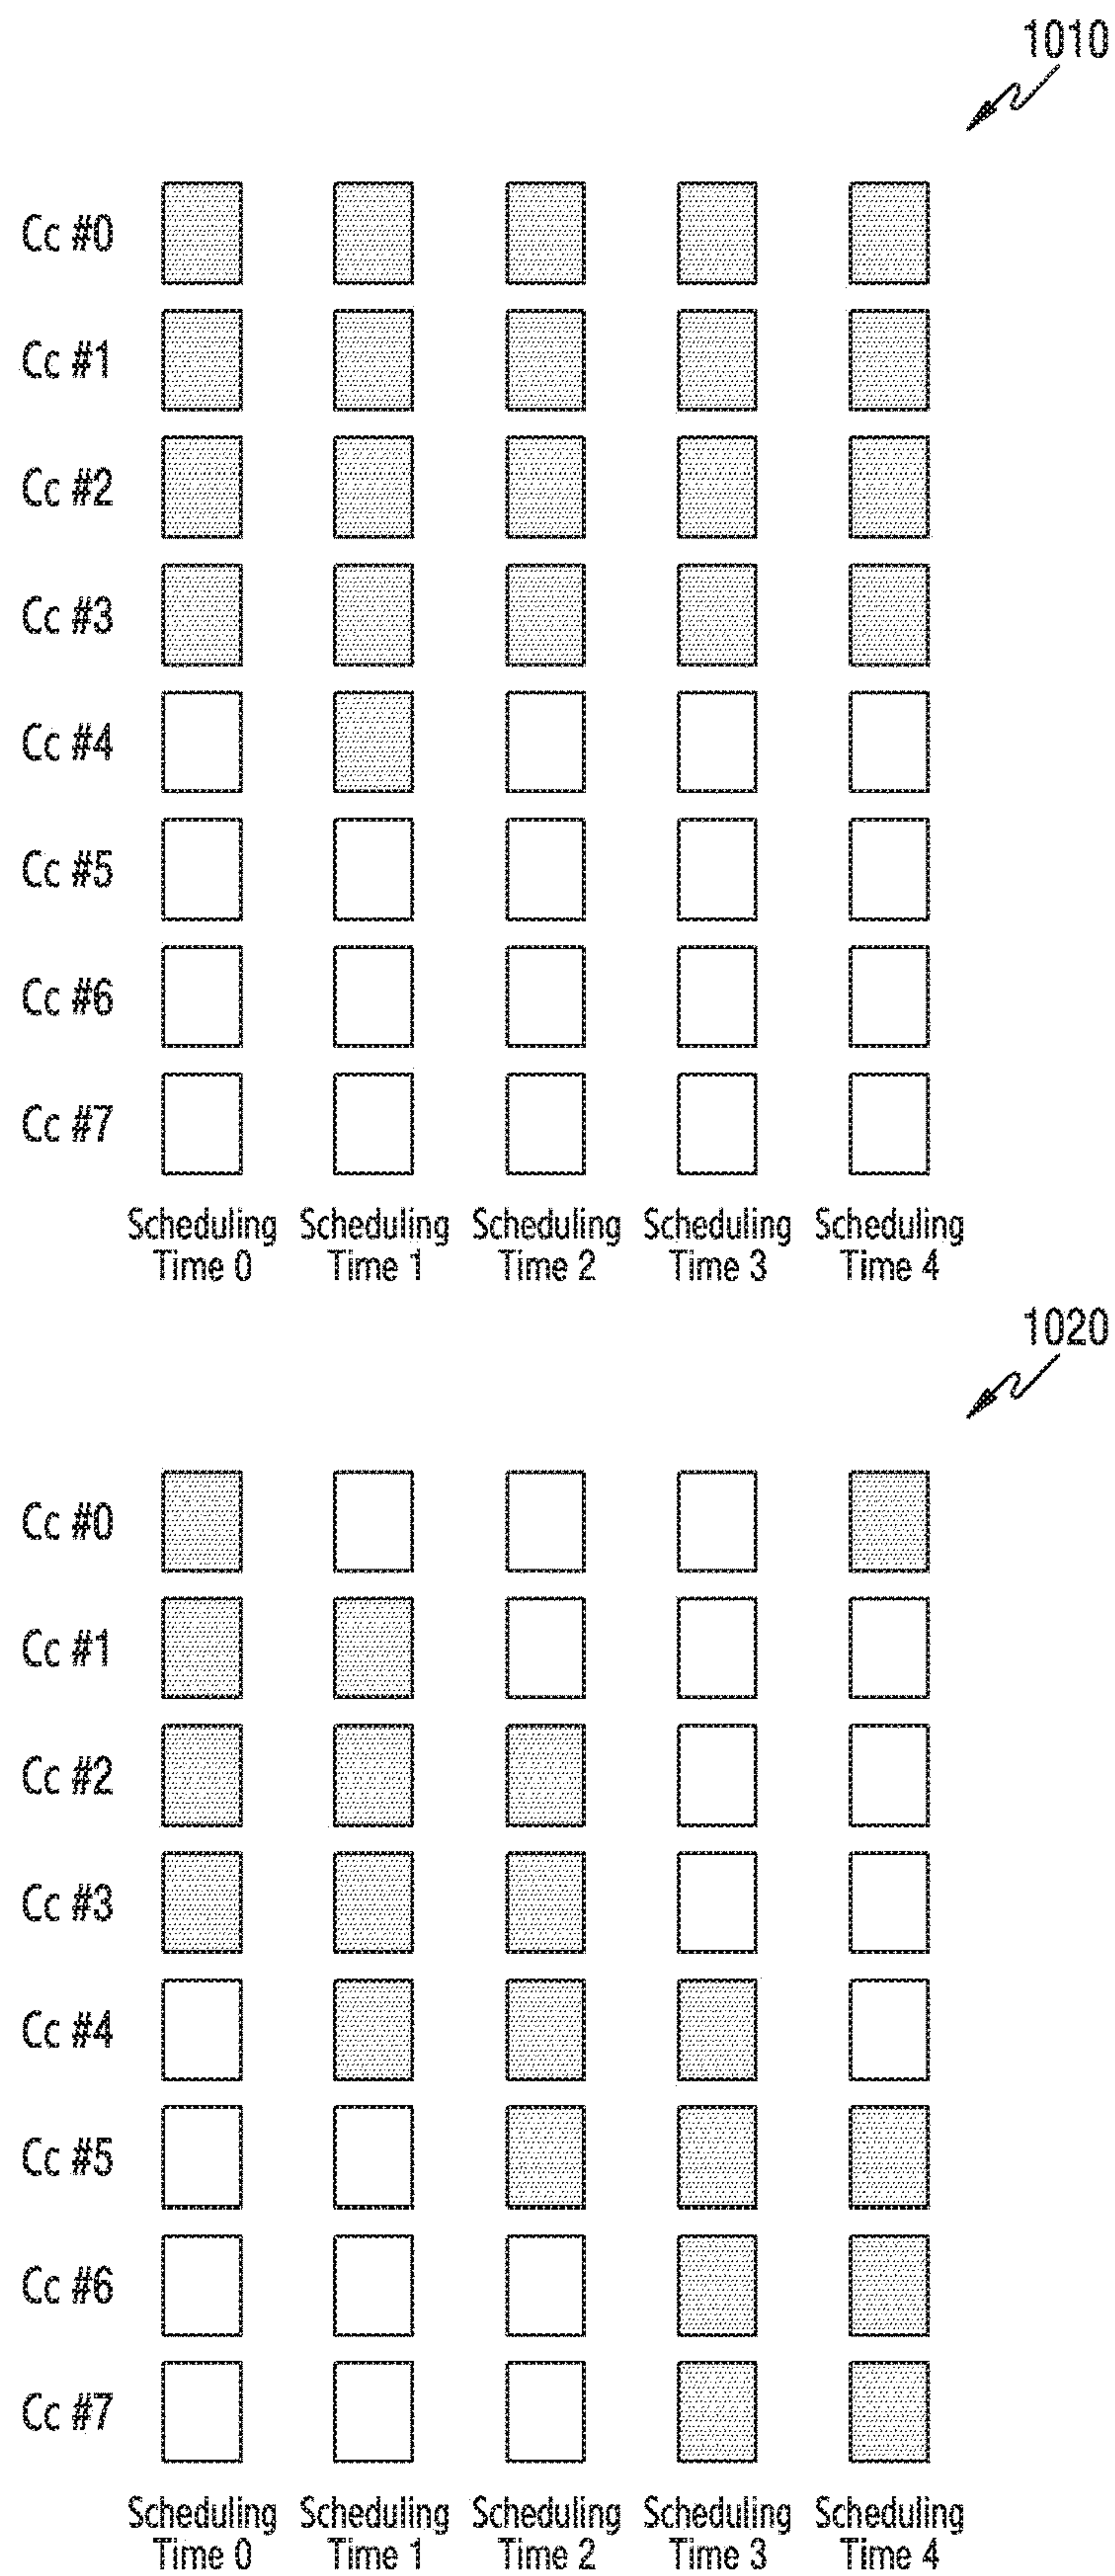 1010
Cc #0
Cc #1
Cc #2
Cc #3
Cc #4
Cc #5
Cc #6
Cc #7
Scheduling Scheduling Scheduling Scheduling Scheduling
Time 0 Time 1 Time 2 Time 3 Time 4
1020
Cc #0
Cc #1
Cc #2
Cc #3
Cc #4
Cc #5
Cc #6
Cc #7
Scheduling Scheduling Scheduling Scheduling Scheduling
Time 0 Time 1 Time 2 Time 3 Time 4